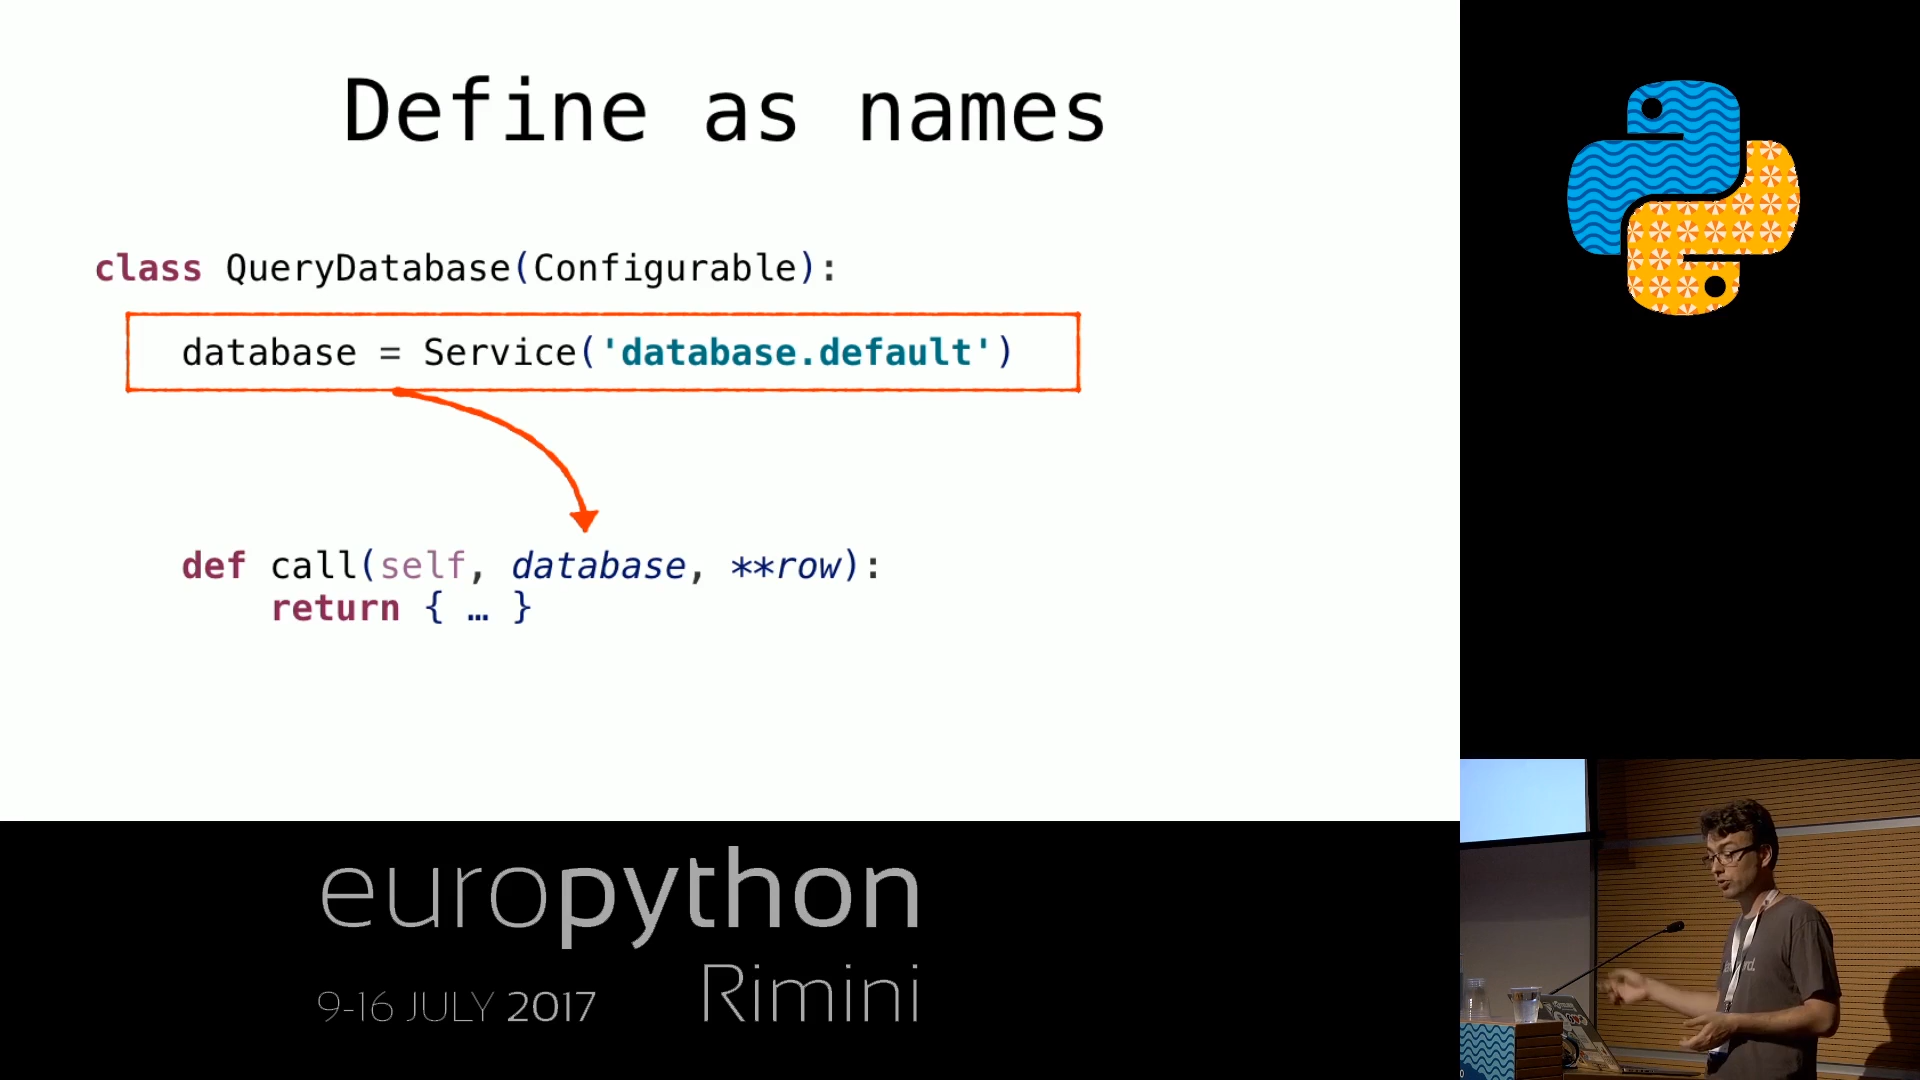 Define as names
class QueryDatabase(Configurable):
database = Service('database.default')
def call(self, database, **row):
return { … }
europython
9-16 JULY 2017 Rimini